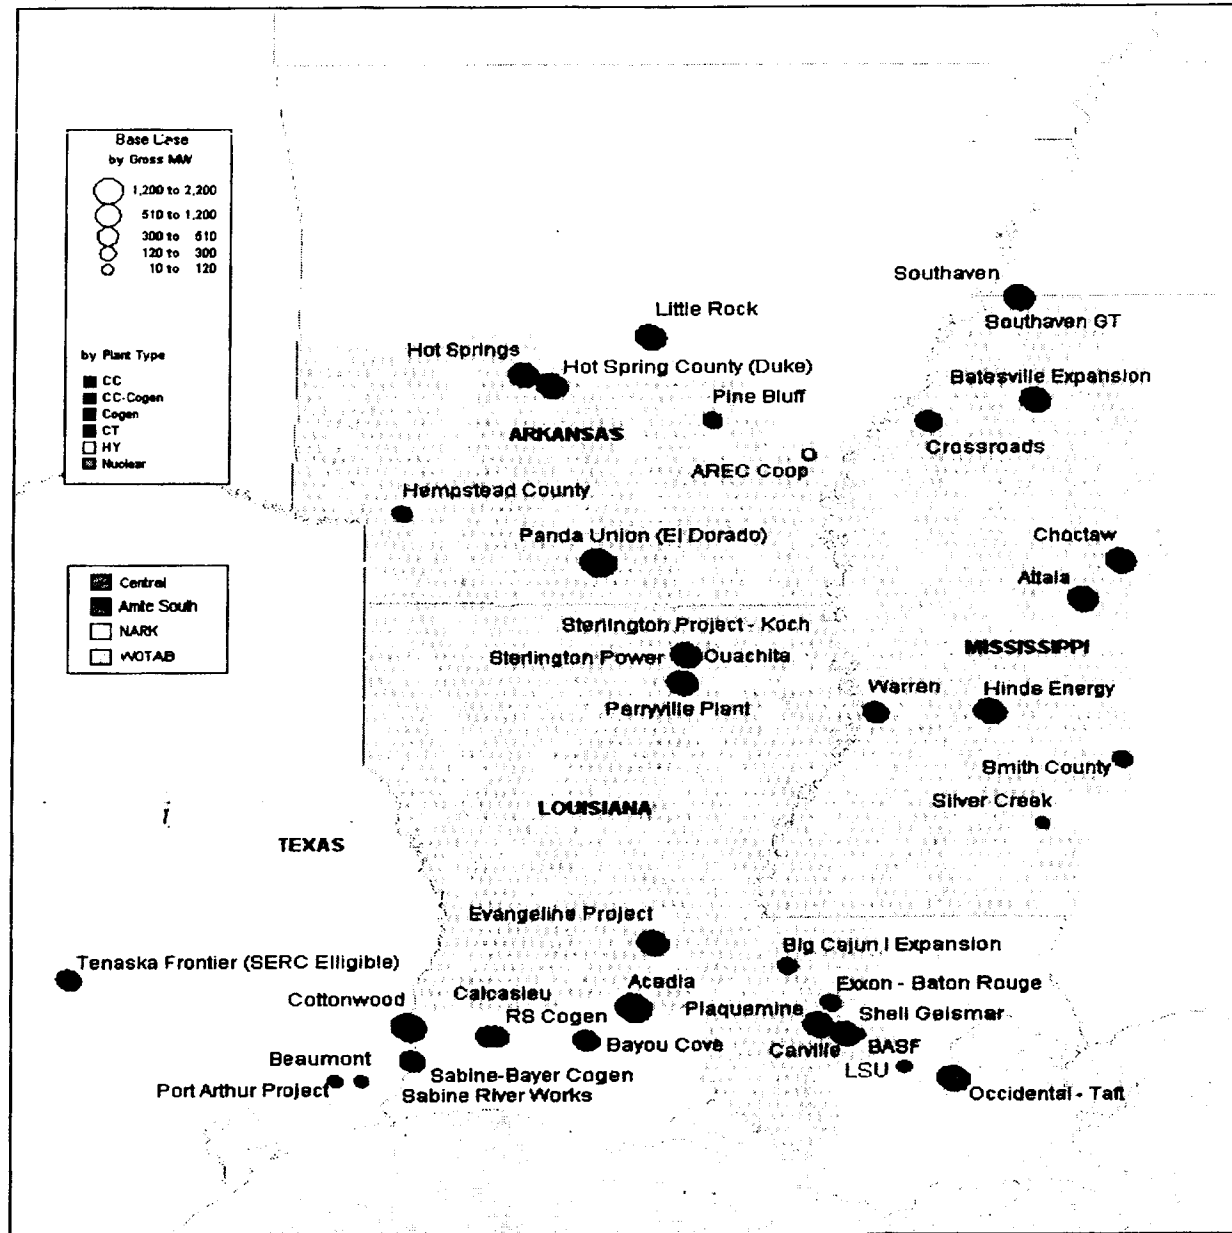 Base Case
by Gross MW
1,200 to 2,200
510 to 1,200
300 to 510
120 to 300
10 to 120
by Plant Type
CC
CC-Cogen
Cogen
CT
HY
Nuclear
Central
Amite South
NARK
WOTAB
Southaven
Southaven GT
Little Rock
Hot Springs
Hot Spring County (Duke)
Batesville Expansion
Pine Bluff
ARKANSAS
Crossroads
AREC Coop
Hempstead County
Panda Union (El Dorado)
Choctaw
Attala
Sterlington Project - Koch
MISSISSIPPI
Sterlington Power
Ouachita
Warren
Hinds Energy
Perryville Plant
Smith County
Silver Creek
i
LOUISIANA
TEXAS
Evangeline Project
Big Cajun I Expansion
Tenaska Frontier (SERC Elligible)
Acadia
Exxon - Baton Rouge
Cottonwood
Calcasieu
Plaquemine
RS Cogen
Shell Geismar
Bayou Cove
Carville
BASF
Beaumont
LSU
Sabine-Bayer Cogen
Port Arthur Project
Sabine River Works
Occidental - Taft